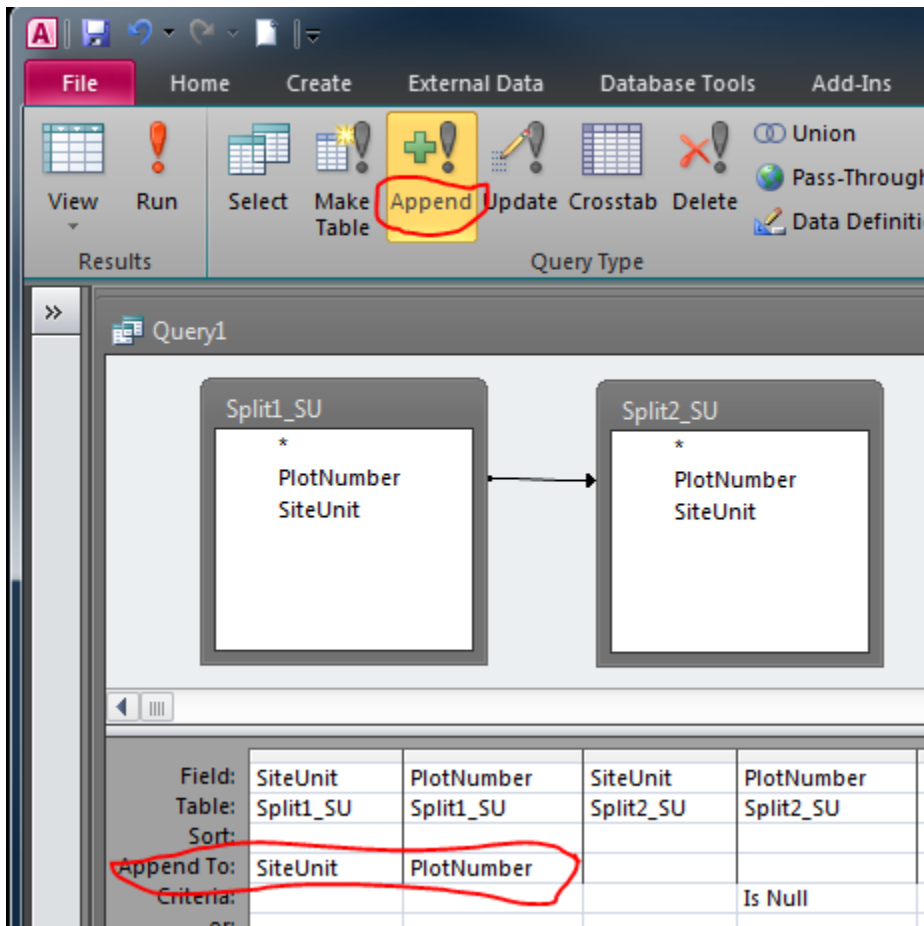 A
File Home Create External Data Database Tools Add-Ins
View Run Select Make Table Append Update Crosstab Delete Union
Pass-Through
Data Definiti
Results Query Type
»
Query1
Split1_SU Split2_SU
* *
PlotNumber PlotNumber
SiteUnit SiteUnit
Field: SiteUnit PlotNumber SiteUnit PlotNumber
Table: Split1_SU Split1_SU Split2_SU Split2_SU
Sort:
Append To: SiteUnit PlotNumber
Criteria: Is Null
or: